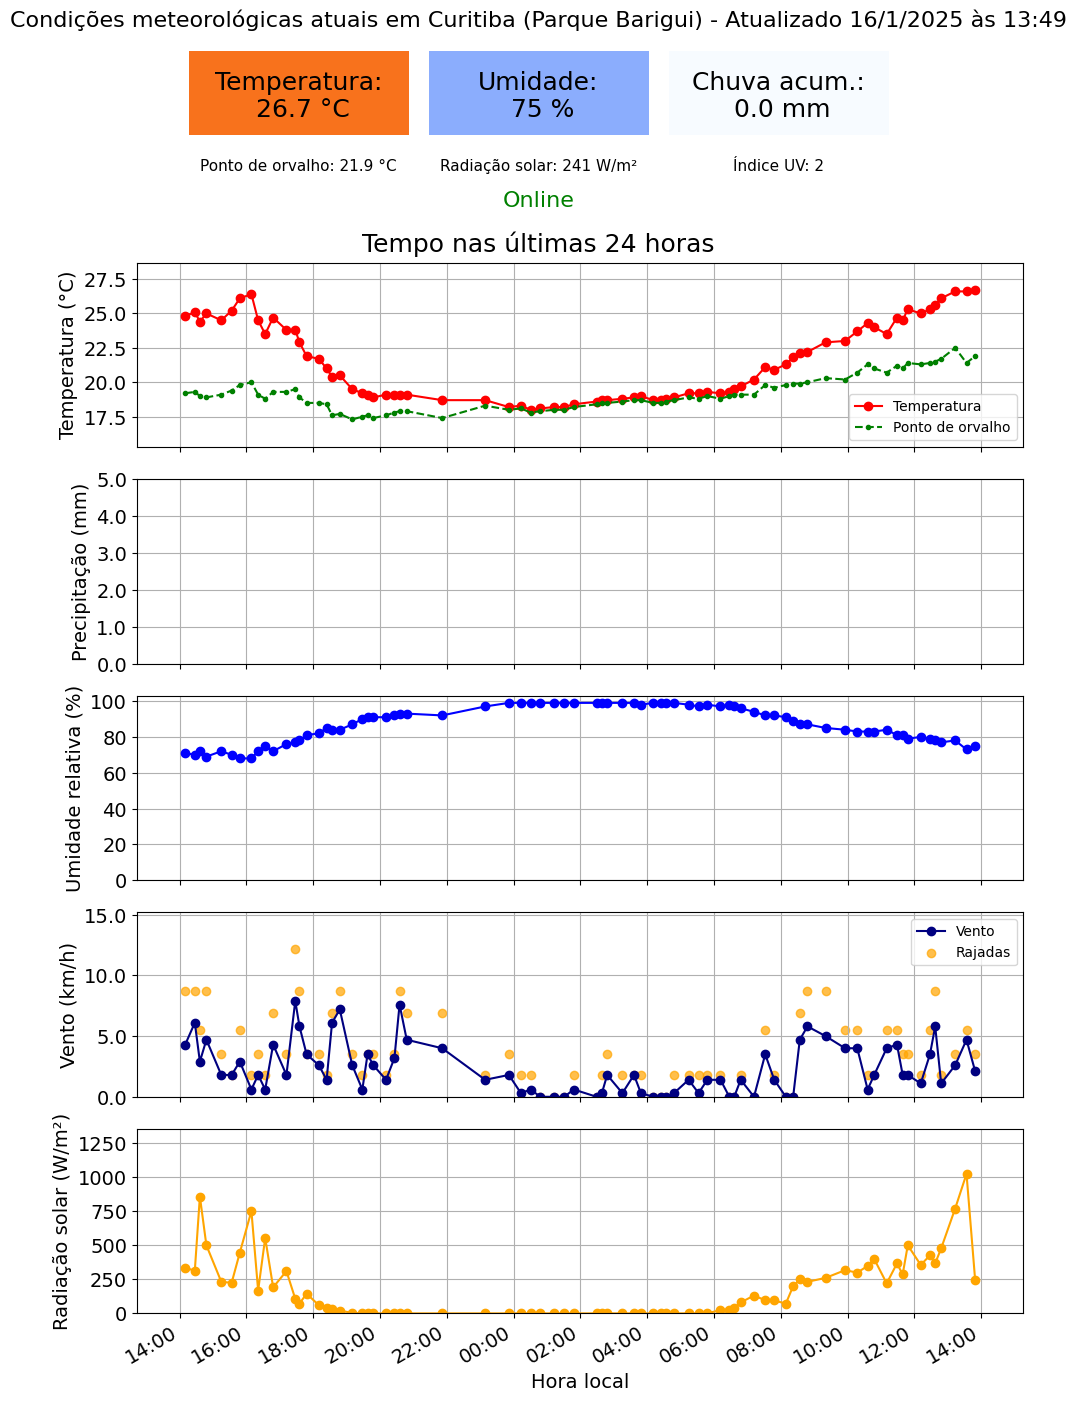 Condições meteorológicas atuais em Curitiba (Parque Barigui) - Atualizado 16/1/2025 às 13:49
Temperatura:
26.7 °C
Umidade:
75 %
Chuva acum.:
0.0 mm
Ponto de orvalho: 21.9 °C
Radiação solar: 241 W/m²
Índice UV: 2
Online
Tempo nas últimas 24 horas
Temperatura (°C)
27.5
25.0
22.5
20.0
17.5
Temperatura
Ponto de orvalho
Precipitação (mm)
5.0
4.0
3.0
2.0
1.0
0.0
Umidade relativa (%)
100
80
60
40
20
0
Vento (km/h)
15.0
10.0
5.0
0.0
Vento
Rajadas
Radiação solar (W/m²)
1250
1000
750
500
250
0
14:00
16:00
18:00
20:00
22:00
00:00
02:00
04:00
06:00
08:00
10:00
12:00
14:00
Hora local